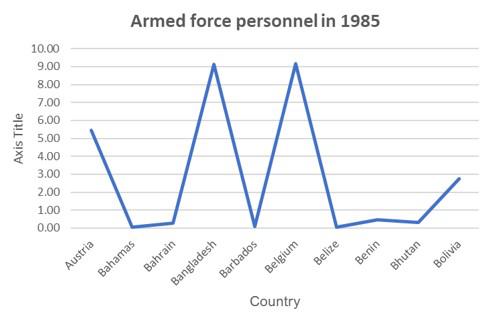 Armed force personnel in 1985
10.00
9.00
8.00
7.00
6.00
5.00
4.00
3.00
2.00
1.00
0.00
Axis Title
Austria
Bahamas
Bahrain
Bangladesh
Barbados
Belgium
Belize
Benin
Bhutan
Bolivia
Country